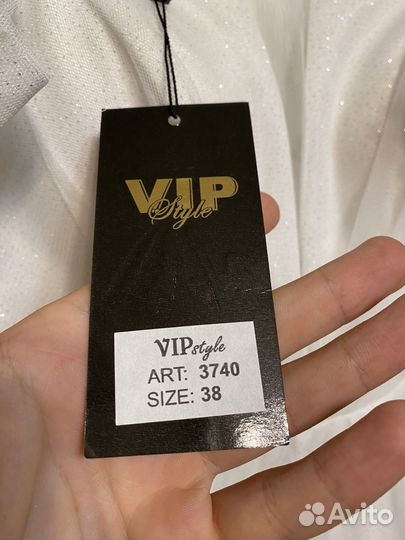 VIP
Style
VIPstyle
ART: 3740
SIZE: 38
Avito